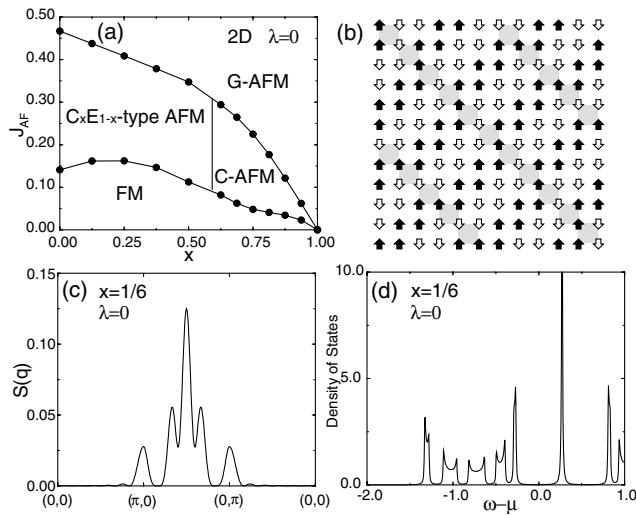 (a)
2D λ=0
0.50
0.40
0.30
0.20
0.10
0.00
J_AF
G-AFM
CxE1-x-type AFM
C-AFM
FM
0.00 0.25 0.50 0.75 1.00
x
(b)
(c)
x=1/6
λ=0
0.15
0.10
0.05
0.00
S(q)
(0,0) (π,0) (0,π) (0,0)
(d)
x=1/6
λ=0
10.0
5.0
0.0
Density of States
-2.0 -1.0 0.0 1.0
ω-μ